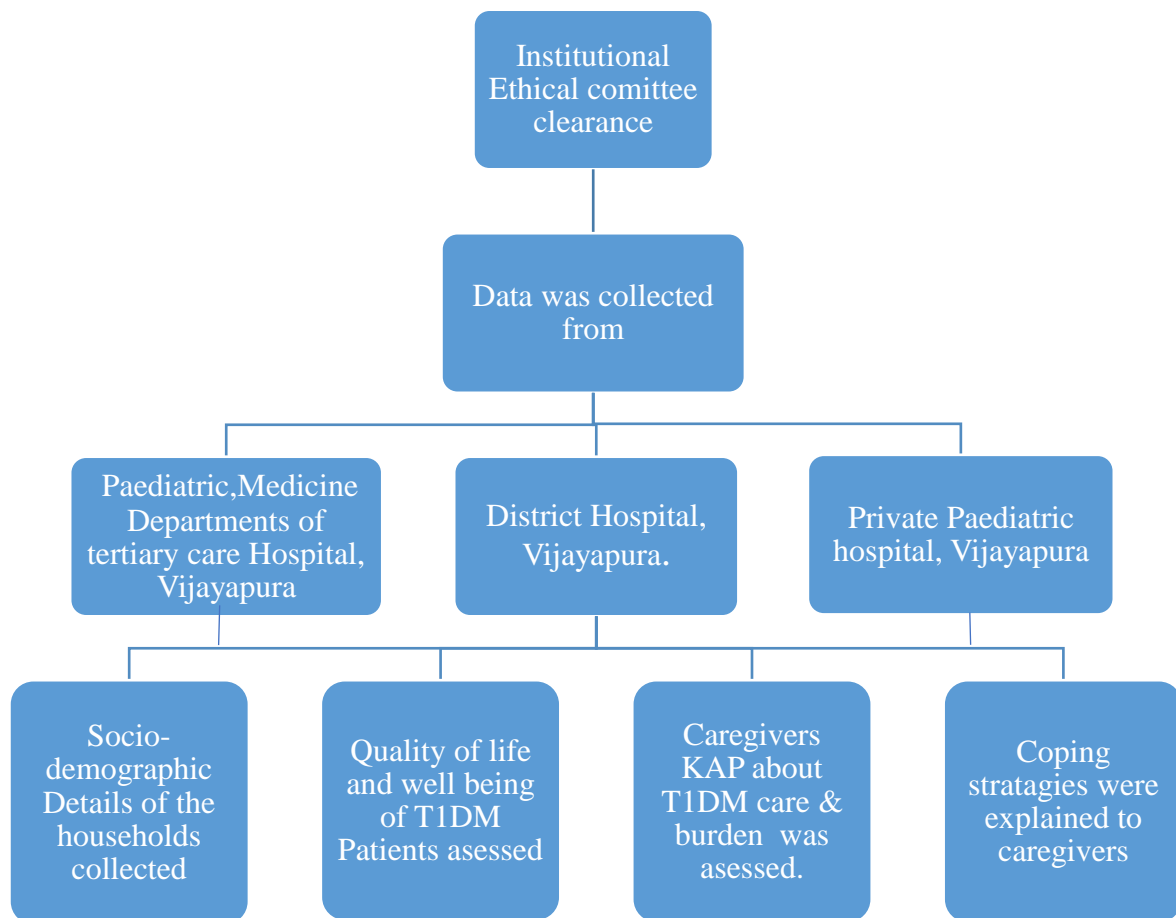 Institutional
Ethical comittee
clearance
Data was collected
from
Paediatric,Medicine
Departments of
tertiary care Hospital,
Vijayapura
District Hospital,
Vijayapura.
Private Paediatric
hospital, Vijayapura
Socio-
demographic
Details of the
households
collected
Quality of life
and well being
of T1DM
Patients asessed
Caregivers
KAP about
T1DM care &
burden was
asessed.
Coping
stratagies were
explained to
caregivers